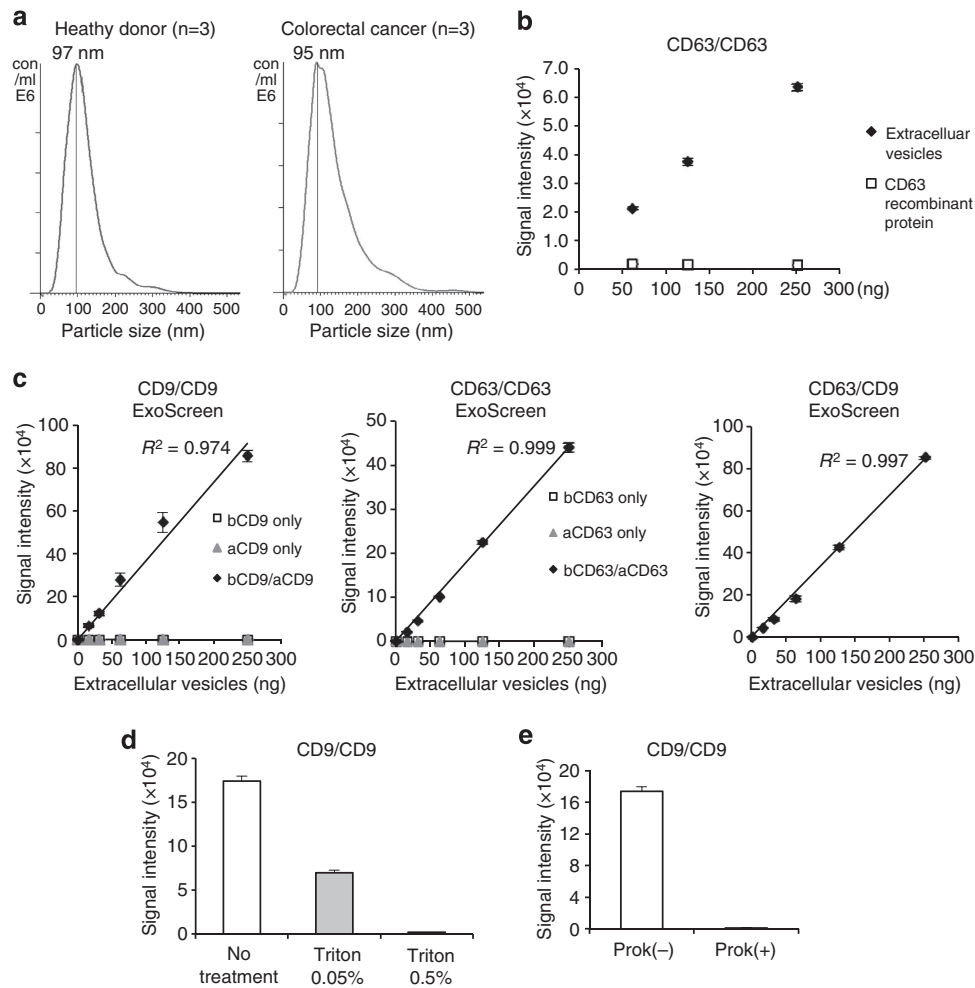 a
Heathy donor (n=3)
97 nm
con
/ml
E6
0 100 200 300 400 500
Particle size (nm)
Colorectal cancer (n=3)
95 nm
con
/ml
E6
0 100 200 300 400 500
Particle size (nm)
b
CD63/CD63
Signal intensity (×10⁴)
7.0
6.0
5.0
4.0
3.0
2.0
1.0
0
0 50 100 150 200 250 300 (ng)
Extracelluar
vesicles
CD63
recombinant
protein
c
CD9/CD9
ExoScreen
Signal intensity (×10⁴)
100
80
60
40
20
0
R² = 0.974
bCD9 only
aCD9 only
bCD9/aCD9
0 50 100 150 200 250 300
Extracellular vesicles (ng)
CD63/CD63
ExoScreen
Signal intensity (×10⁴)
50
40
30
20
10
0
R² = 0.999
bCD63 only
aCD63 only
bCD63/aCD63
0 50 100 150 200 250 300
Extracellular vesicles (ng)
CD63/CD9
ExoScreen
Signal intensity (×10⁴)
100
80
60
40
20
0
R² = 0.997
0 50 100 150 200 250 300
Extracellular vesicles (ng)
d
CD9/CD9
Signal intensity (×10⁴)
20
15
10
5
0
No
treatment
Triton
0.05%
Triton
0.5%
e
CD9/CD9
Signal intensity (×10⁴)
20
16
12
8
4
0
Prok(–)
Prok(+)